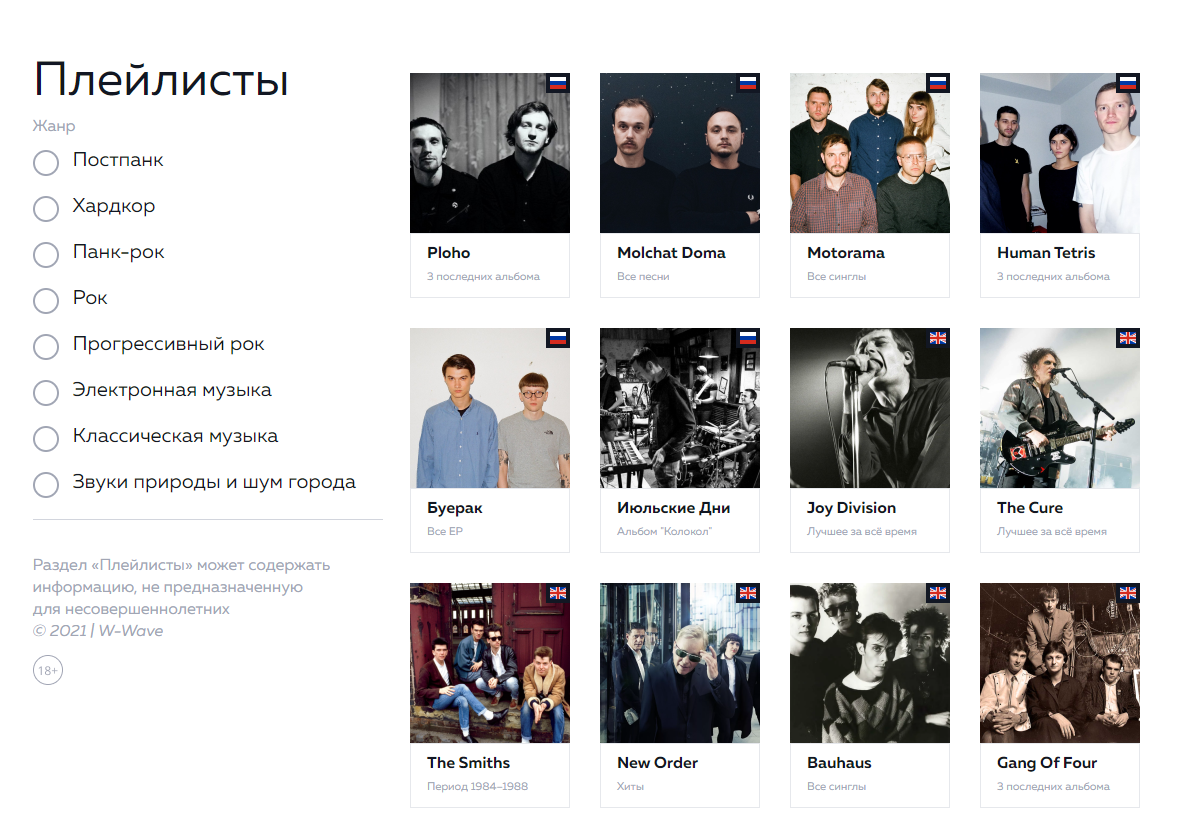 Плейлисты
Жанр
Постпанк
Хардкор
Панк-рок
Рок
Прогрессивный рок
Электронная музыка
Классическая музыка
Звуки природы и шум города
Раздел «Плейлисты» может содержать
информацию, не предназначенную
для несовершеннолетних
© 2021 | W-Wave
18+
Ploho
3 последних альбома
Molchat Doma
Все песни
Motorama
Все синглы
Human Tetris
3 последних альбома
Буерак
Все EP
Июльские Дни
Альбом "Колокол"
Joy Division
Лучшее за всё время
The Cure
Лучшее за всё время
The Smiths
Период 1984–1988
New Order
Хиты
Bauhaus
Все синглы
Gang Of Four
3 последних альбома